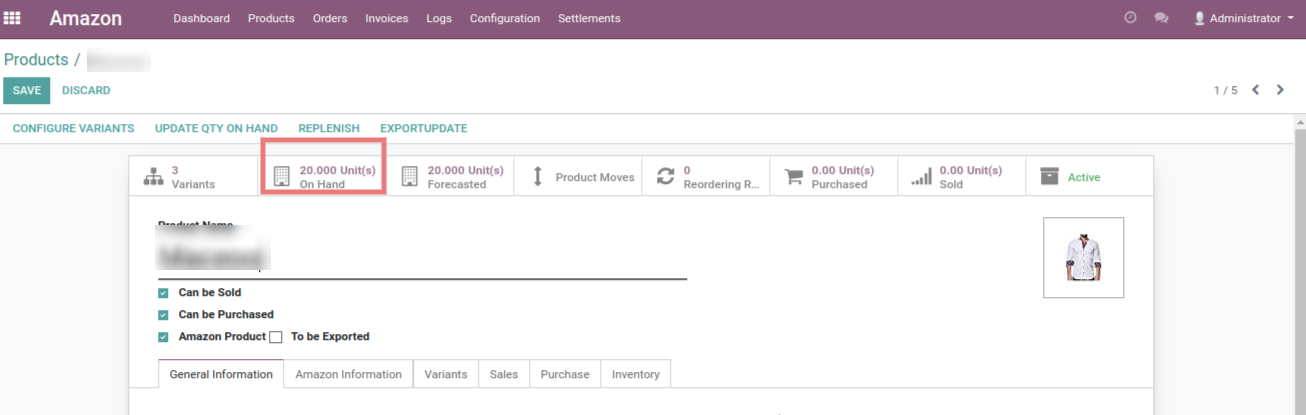 Amazon Dashboard Products Orders Invoices Logs Configuration Settlements Administrator
Products /
SAVE DISCARD 1 / 5
CONFIGURE VARIANTS UPDATE QTY ON HAND REPLENISH EXPORTUPDATE
3 Variants
20.000 Unit(s) On Hand
20.000 Unit(s) Forecasted
Product Moves
0 Reordering R...
0.00 Unit(s) Purchased
0.00 Unit(s) Sold
Active
Product Name
Can be Sold
Can be Purchased
Amazon Product To be Exported
General Information Amazon Information Variants Sales Purchase Inventory